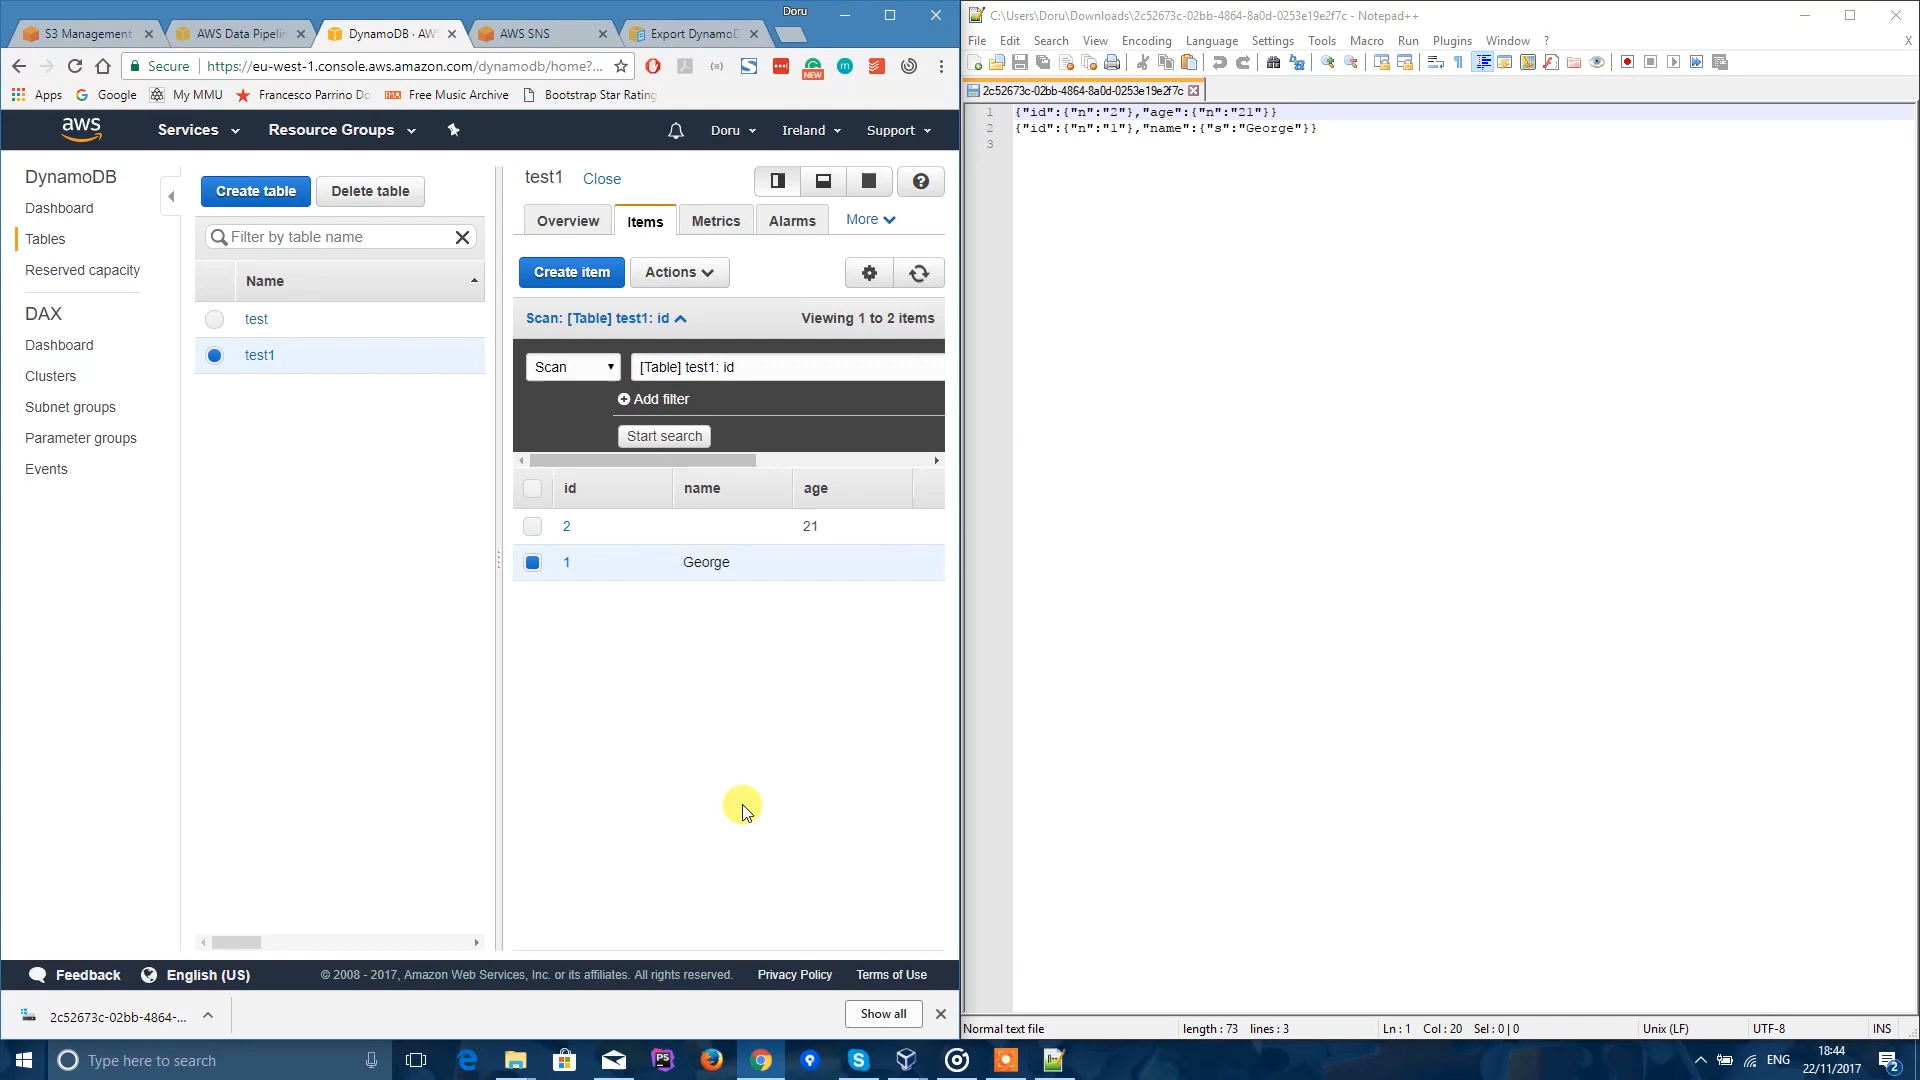 Doru
S3 Management
AWS Data Pipelin
DynamoDB · AW
AWS SNS
Export DynamoD
Secure
https://eu-west-1.console.aws.amazon.com/dynamodb/home?...
NEW
Apps
Google
My MMU
Francesco Parrino Do
Free Music Archive
Bootstrap Star Rating
aws
Services
Resource Groups
Doru
Ireland
Support
DynamoDB
Dashboard
Tables
Reserved capacity
DAX
Dashboard
Clusters
Subnet groups
Parameter groups
Events
Create table
Delete table
Filter by table name
Name
test
test1
test1
Close
Overview
Items
Metrics
Alarms
More
Create item
Actions
Scan: [Table] test1: id
Viewing 1 to 2 items
Scan
[Table] test1: id
Add filter
Start search
id
name
age
2
21
1
George
Feedback
English (US)
© 2008 - 2017, Amazon Web Services, Inc. or its affiliates. All rights reserved.
Privacy Policy
Terms of Use
2c52673c-02bb-4864-...
Show all
C:\Users\Doru\Downloads\2c52673c-02bb-4864-8a0d-0253e19e2f7c - Notepad++
File Edit Search View Encoding Language Settings Tools Macro Run Plugins Window ?
X
2c52673c-02bb-4864-8a0d-0253e19e2f7c
1 {"id":{"n":"2"},"age":{"n":"21"}}
2 {"id":{"n":"1"},"name":{"s":"George"}}
3
Normal text file
length : 73 lines : 3
Ln : 1 Col : 20 Sel : 0 | 0
Unix (LF)
UTF-8
INS
Type here to search
PS
ENG
18:44
22/11/2017
2